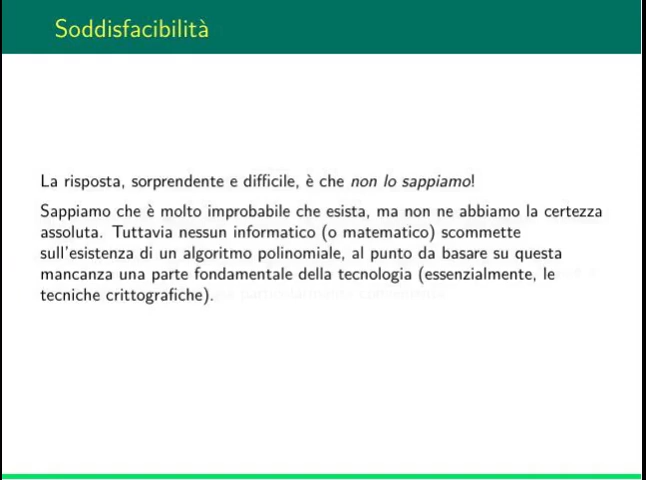 Soddisfacibilità
La risposta, sorprendente e difficile, è che non lo sappiamo!
Sappiamo che è molto improbabile che esista, ma non ne abbiamo la certezza
assoluta. Tuttavia nessun informatico (o matematico) scommette
sull'esistenza di un algoritmo polinomiale, al punto da basare su questa
mancanza una parte fondamentale della tecnologia (essenzialmente, le
tecniche crittografiche).